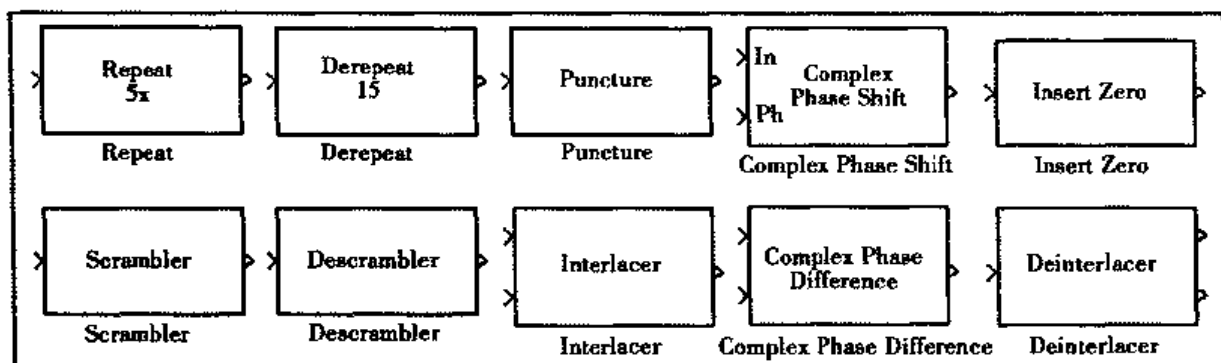 Repeat
5x
Repeat
Derepeat
15
Derepeat
Puncture
Puncture
In
Ph
Complex
Phase Shift
Complex Phase Shift
Insert Zero
Insert Zero
Scrambler
Scrambler
Descrambler
Descrambler
Interlacer
Interlacer
Complex Phase
Difference
Complex Phase Difference
Deinterlacer
Deinterlacer